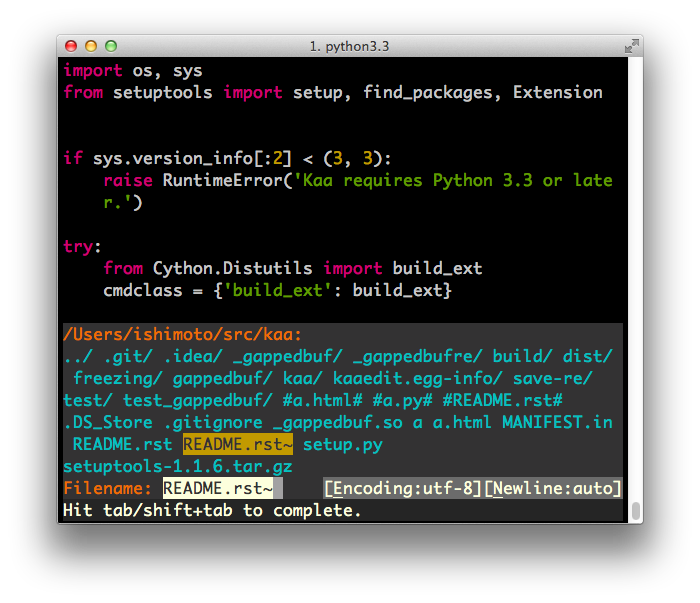 1. python3.3
import os, sys
from setuptools import setup, find_packages, Extension
if sys.version_info[:2] < (3, 3):
raise RuntimeError('Kaa requires Python 3.3 or late
r.')
try:
from Cython.Distutils import build_ext
cmdclass = {'build_ext': build_ext}
/Users/ishimoto/src/kaa:
../ .git/ .idea/ _gappedbuf/ _gappedbufre/ build/ dist/
freezing/ gappedbuf/ kaa/ kaaedit.egg-info/ save-re/
test/ test_gappedbuf/ #a.html# #a.py# #README.rst#
.DS_Store .gitignore _gappedbuf.so a a.html MANIFEST.in
README.rst README.rst~ setup.py
setuptools-1.1.6.tar.gz
Filename: README.rst~ [Encoding:utf-8][Newline:auto]
Hit tab/shift+tab to complete.